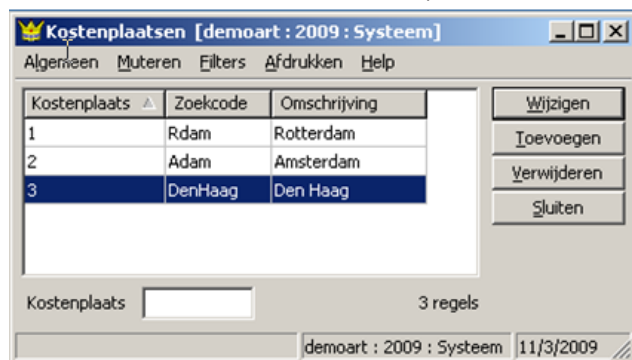 Kostenplaatsen [demoart : 2009 : Systeem]
Algemeen Muteren Filters Afdrukken Help
Kostenplaats Zoekcode Omschrijving
1 Rdam Rotterdam
2 Adam Amsterdam
3 DenHaag Den Haag
Wijzigen
Toevoegen
Verwijderen
Sluiten
Kostenplaats 3 regels
demoart : 2009 : Systeem 11/3/2009